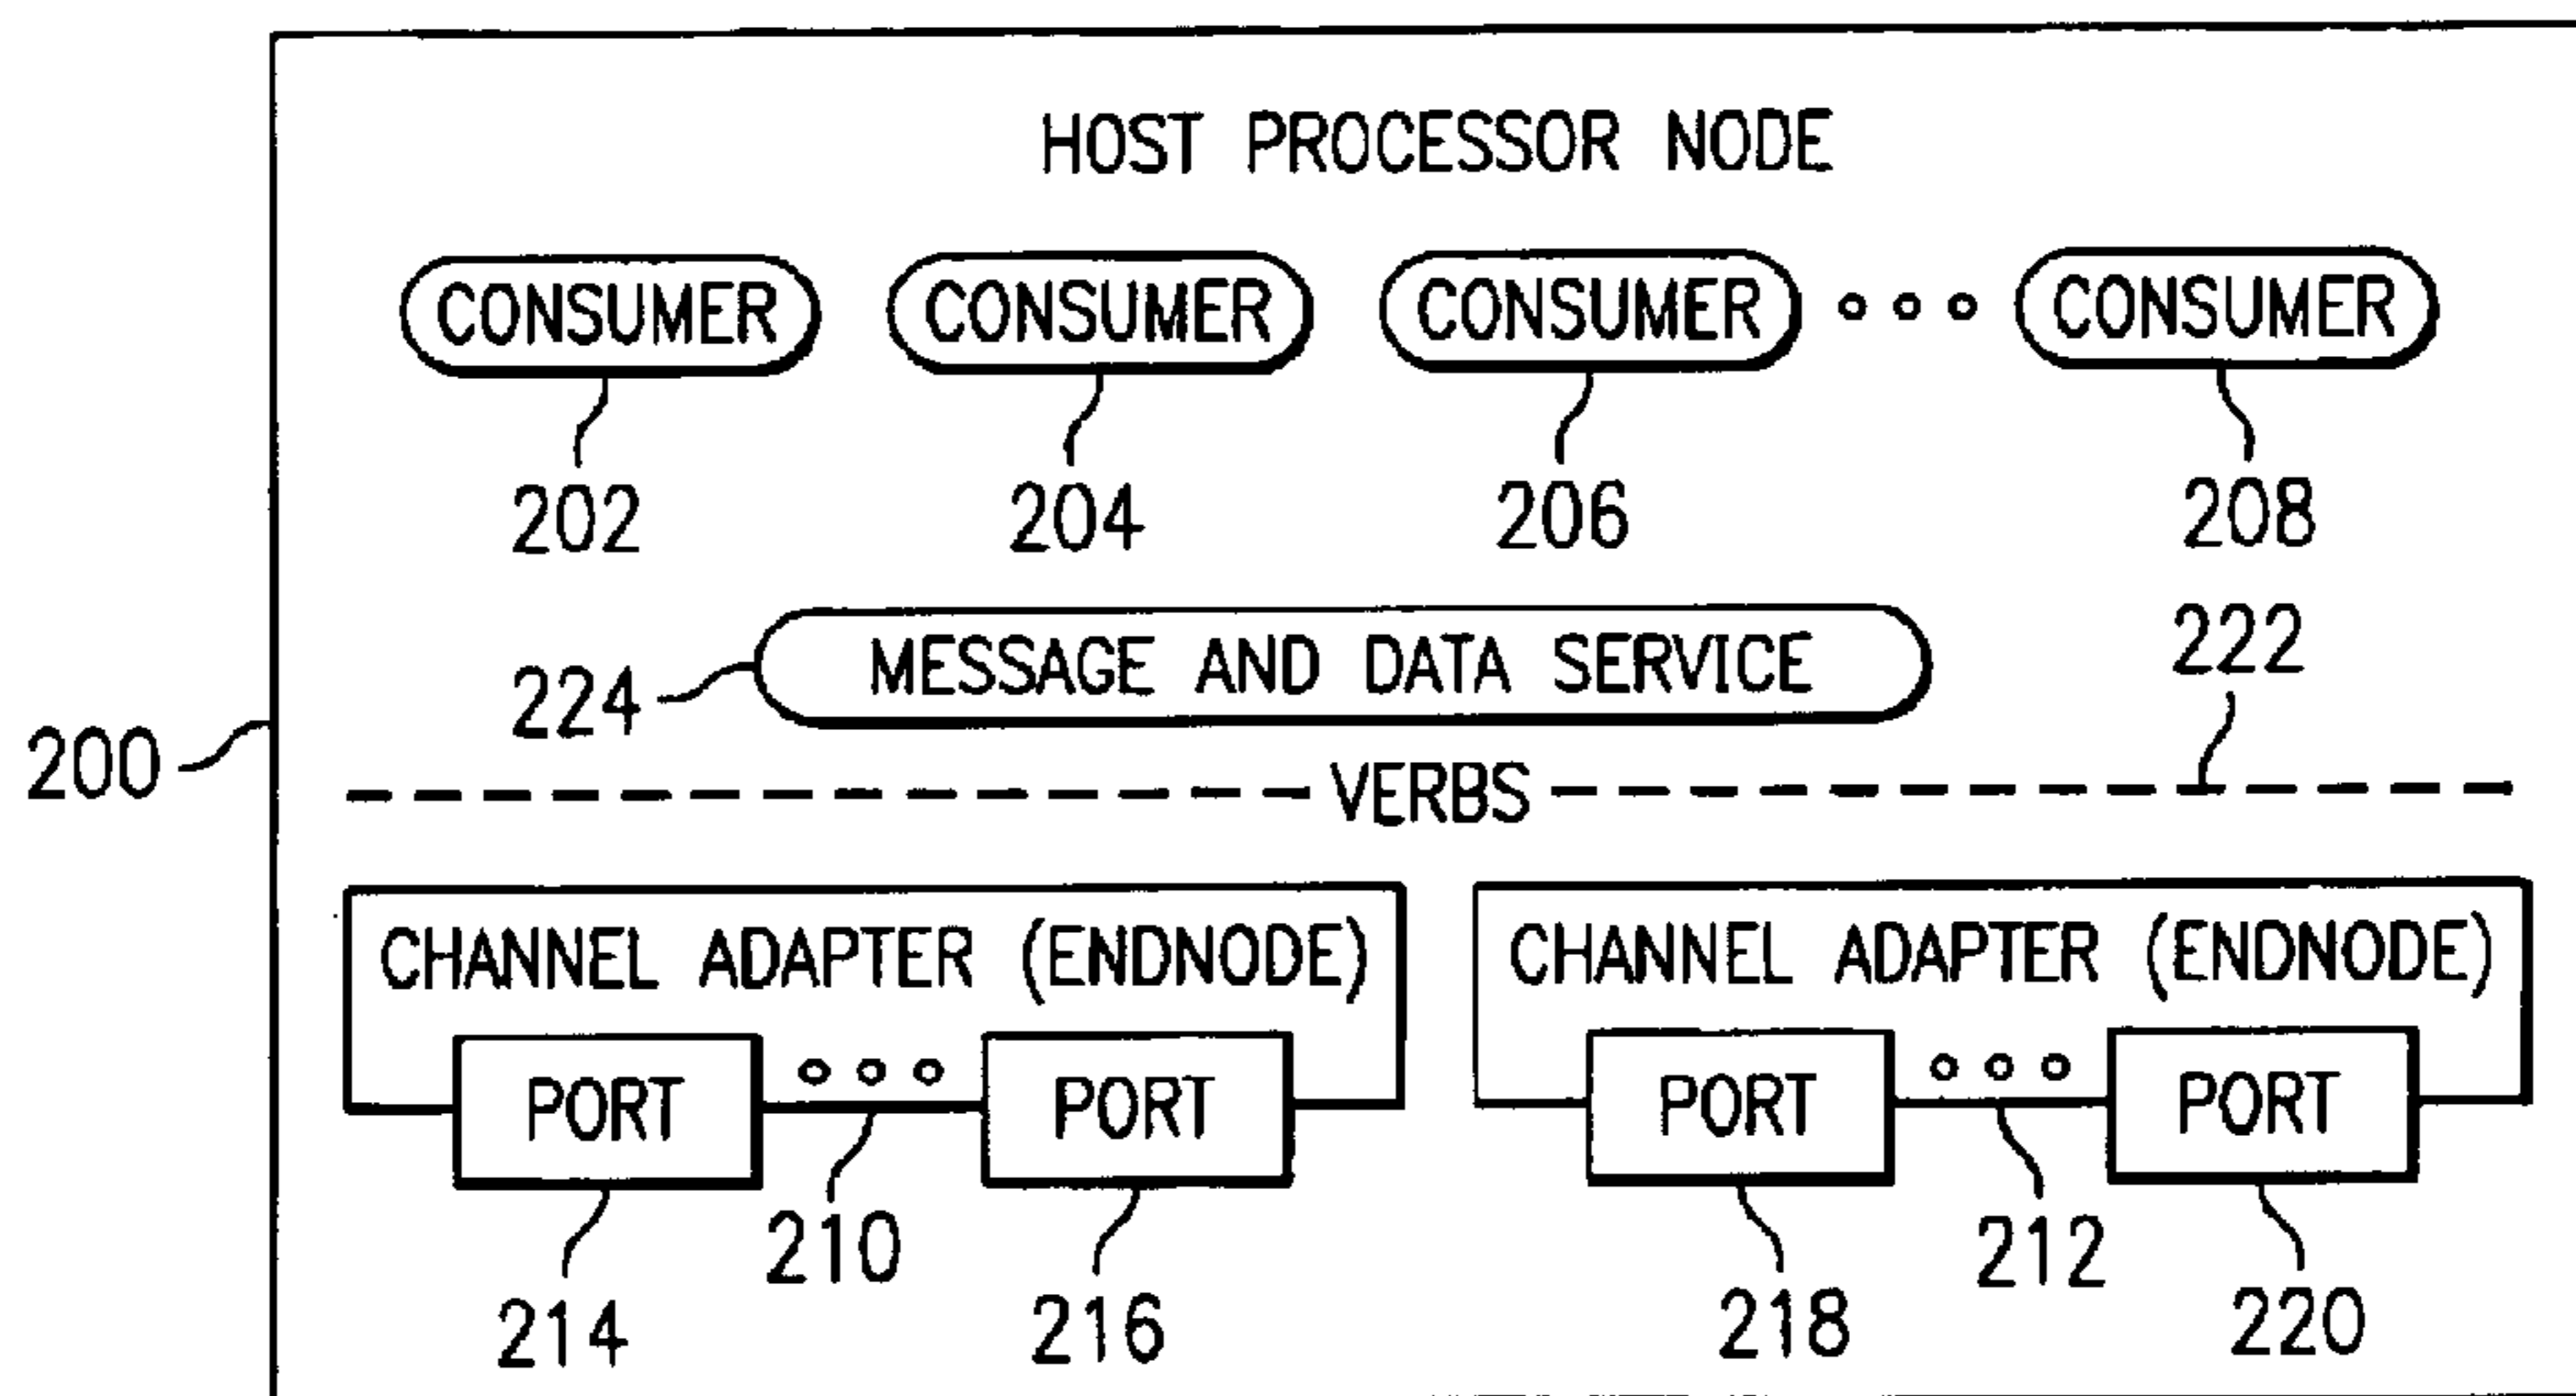 HOST PROCESSOR NODE
CONSUMER CONSUMER CONSUMER CONSUMER
202 204 206 208
MESSAGE AND DATA SERVICE
222
224
200
VERBS
CHANNEL ADAPTER (ENDNODE) CHANNEL ADAPTER (ENDNODE)
PORT PORT PORT PORT
210 212
214 216 218 220